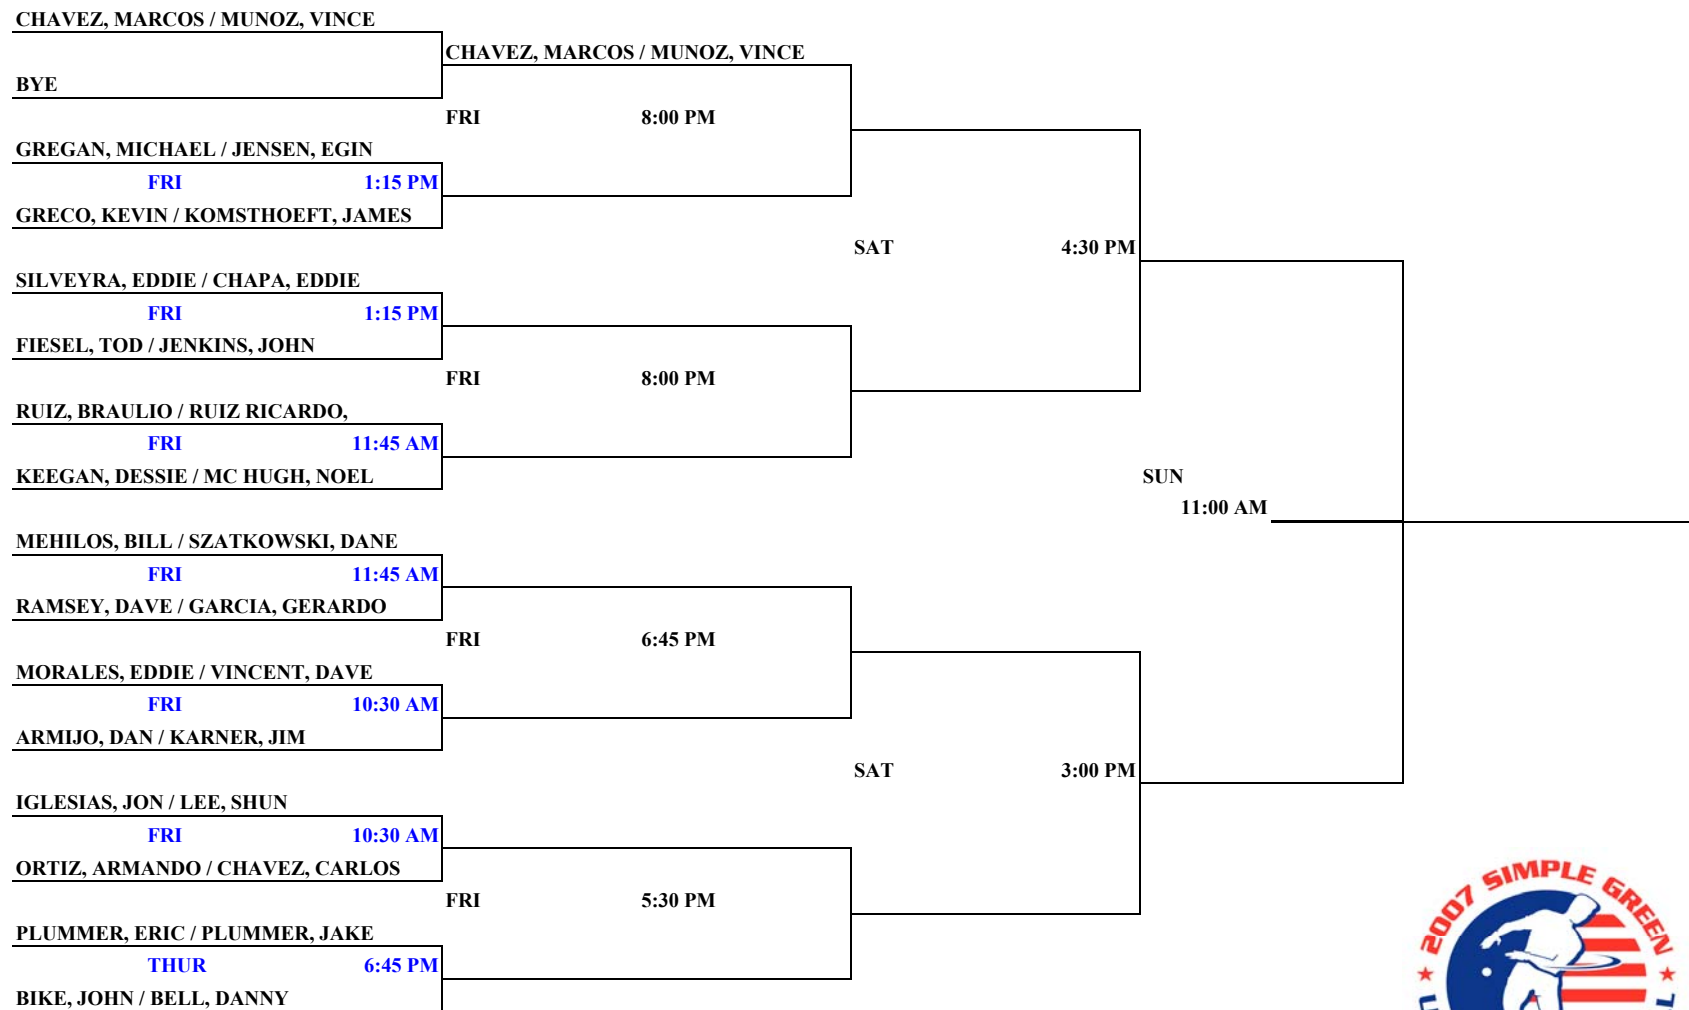 CHAVEZ, MARCOS / MUNOZ, VINCE
CHAVEZ, MARCOS / MUNOZ, VINCE
BYE
FRI 8:00 PM
GREGAN, MICHAEL / JENSEN, EGIN
FRI 1:15 PM
GRECO, KEVIN / KOMSTHOEFT, JAMES
SAT 4:30 PM
SILVEYRA, EDDIE / CHAPA, EDDIE
FRI 1:15 PM
FIESEL, TOD / JENKINS, JOHN
FRI 8:00 PM
RUIZ, BRAULIO / RUIZ RICARDO,
FRI 11:45 AM
KEEGAN, DESSIE / MC HUGH, NOEL
SUN
11:00 AM
MEHILOS, BILL / SZATKOWSKI, DANE
FRI 11:45 AM
RAMSEY, DAVE / GARCIA, GERARDO
FRI 6:45 PM
MORALES, EDDIE / VINCENT, DAVE
FRI 10:30 AM
ARMIJO, DAN / KARNER, JIM
SAT 3:00 PM
IGLESIAS, JON / LEE, SHUN
FRI 10:30 AM
ORTIZ, ARMANDO / CHAVEZ, CARLOS
FRI 5:30 PM
PLUMMER, ERIC / PLUMMER, JAKE
THUR 6:45 PM
BIKE, JOHN / BELL, DANNY
2007 SIMPLE GREEN